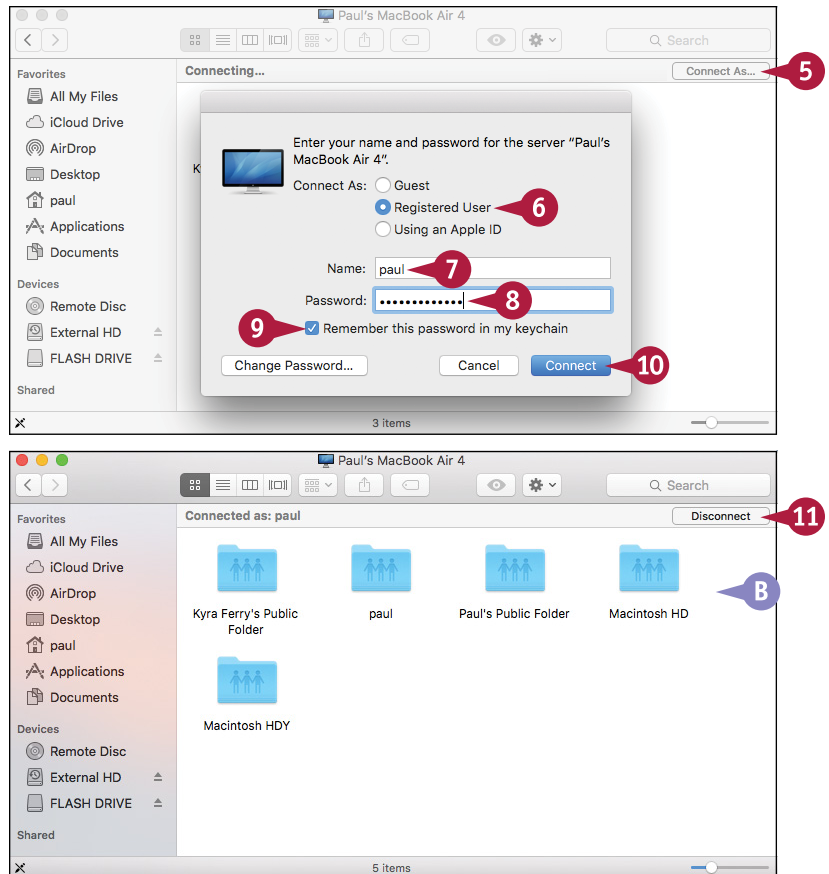 Paul's MacBook Air 4
Search
Favorites
Connecting...
Connect As...
5
All My Files
iCloud Drive
AirDrop
Desktop
paul
Applications
Documents
Devices
Remote Disc
External HD
FLASH DRIVE
Shared
K
Enter your name and password for the server “Paul's
MacBook Air 4”.
Connect As:
Guest
Registered User
6
Using an Apple ID
Name:
paul
7
Password:
•••••••••••••
8
9
Remember this password in my keychain
Change Password...
Cancel
Connect
10
3 items
Paul's MacBook Air 4
Search
Favorites
Connected as: paul
Disconnect
11
All My Files
iCloud Drive
AirDrop
Desktop
paul
Applications
Documents
Devices
Remote Disc
External HD
FLASH DRIVE
Shared
Kyra Ferry's Public
Folder
paul
Paul's Public Folder
Macintosh HD
B
Macintosh HDY
5 items